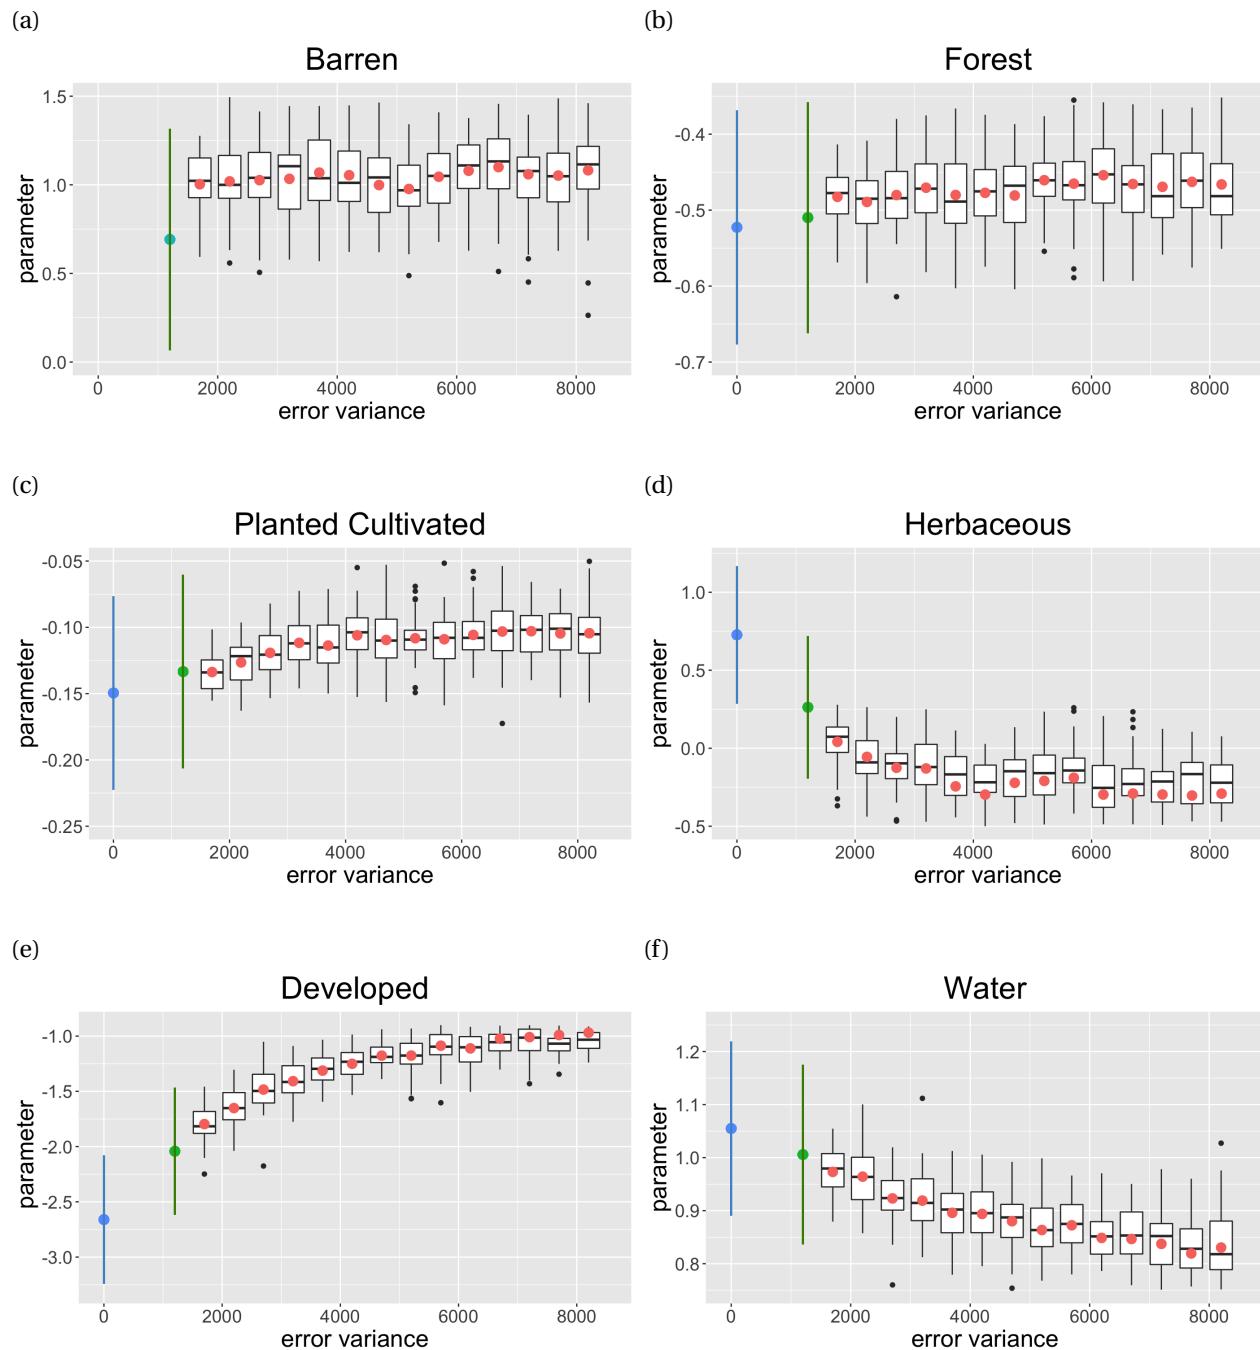 (a)
Barren
parameter
1.5
1.0
0.5
0.0
0 2000 4000 6000 8000
error variance
(b)
Forest
parameter
-0.4
-0.5
-0.6
-0.7
0 2000 4000 6000 8000
error variance
(c)
Planted Cultivated
parameter
-0.05
-0.10
-0.15
-0.20
-0.25
0 2000 4000 6000 8000
error variance
(d)
Herbaceous
parameter
1.0
0.5
0.0
-0.5
0 2000 4000 6000 8000
error variance
(e)
Developed
parameter
-1.0
-1.5
-2.0
-2.5
-3.0
0 2000 4000 6000 8000
error variance
(f)
Water
parameter
1.2
1.1
1.0
0.9
0.8
0 2000 4000 6000 8000
error variance